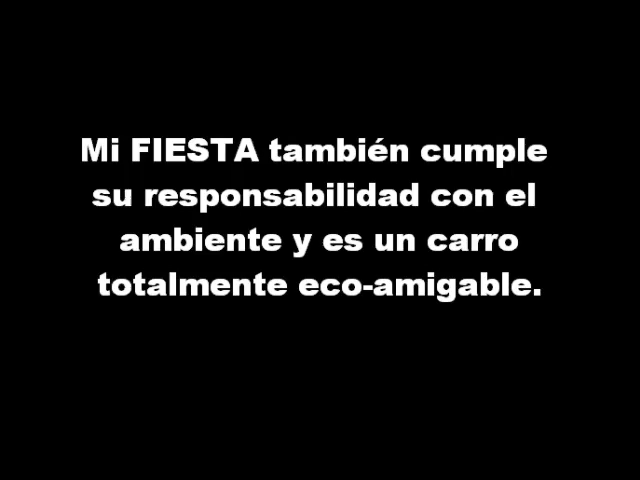 Mi FIESTA también cumple
su responsabilidad con el
ambiente y es un carro
totalmente eco-amigable.